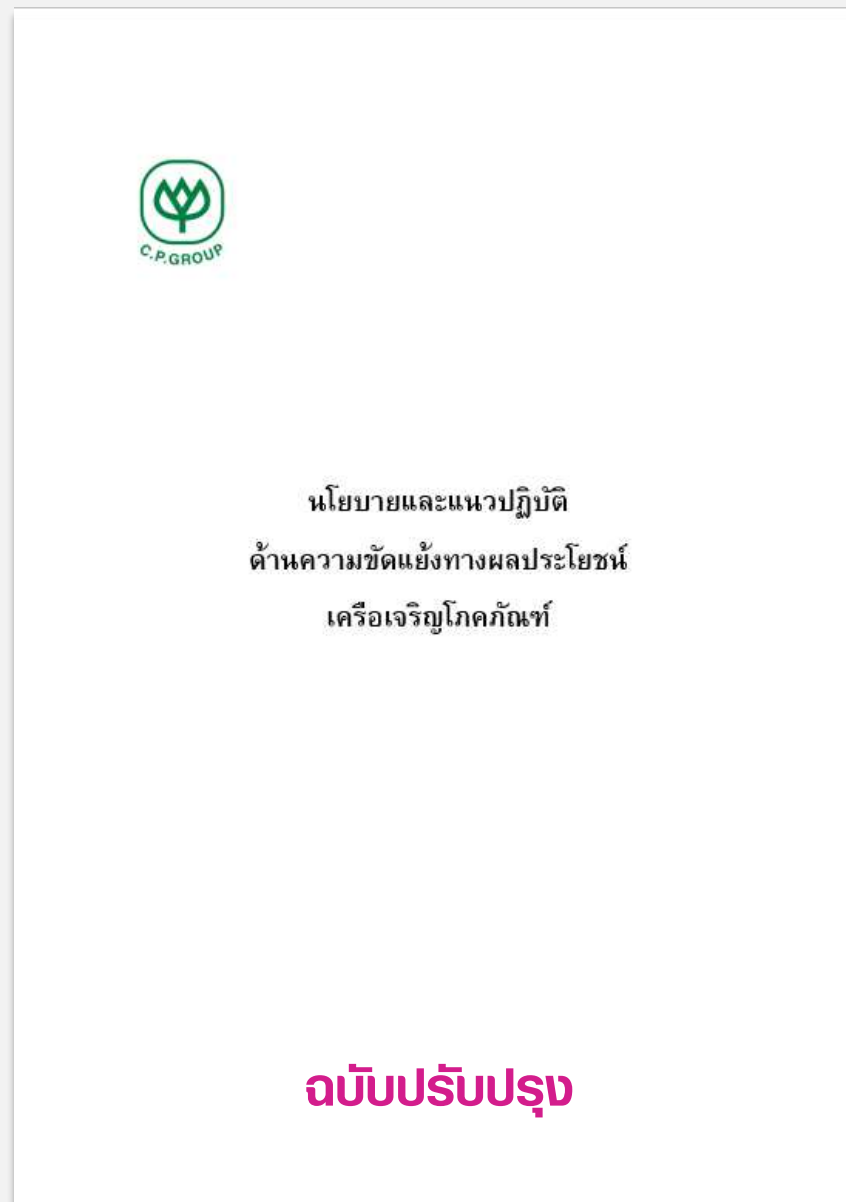 C.P.GROUP
นโยบายและแนวปฏิบัติ
ด้านความขัดแย้งทางผลประโยชน์
เครือเจริญโภคภัณฑ์
ฉบับปรับปรุง